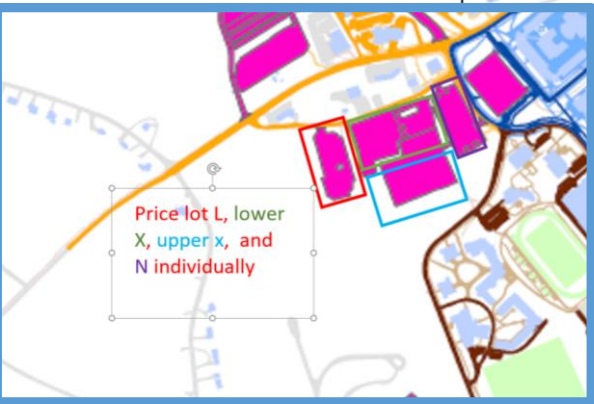 Price lot L, lower
X, upper x, and
N individually